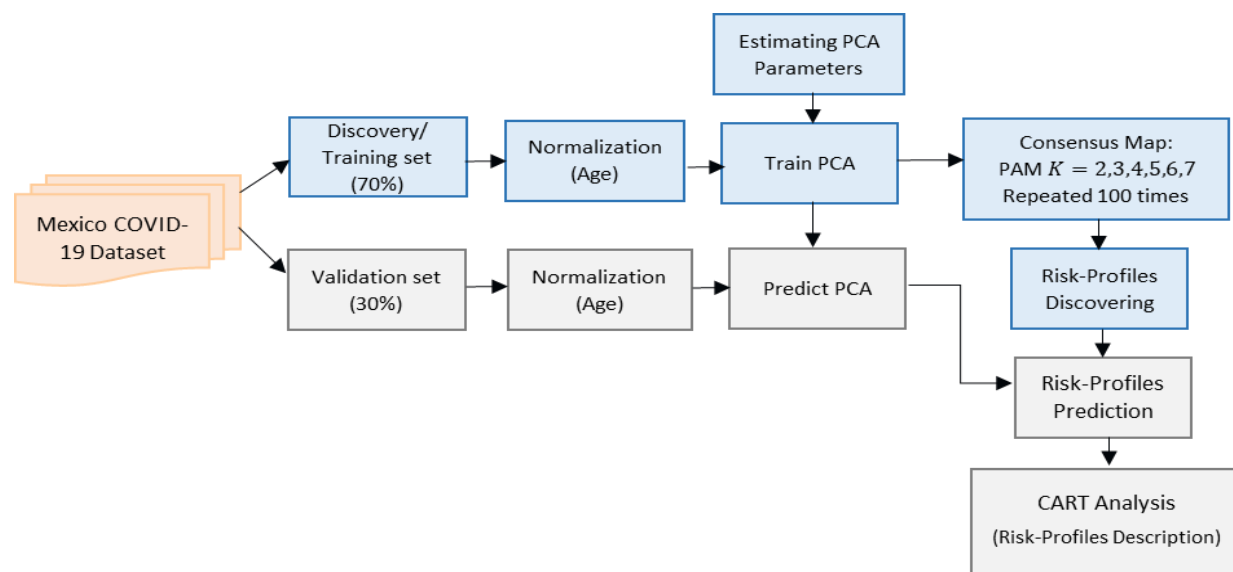 Estimating PCA
Parameters
Discovery/
Training set
(70%)
Normalization
(Age)
Train PCA
Consensus Map:
PAM K = 2,3,4,5,6,7
Repeated 100 times
Mexico COVID-
19 Dataset
Validation set
(30%)
Normalization
(Age)
Predict PCA
Risk-Profiles
Discovering
Risk-Profiles
Prediction
CART Analysis
(Risk-Profiles Description)